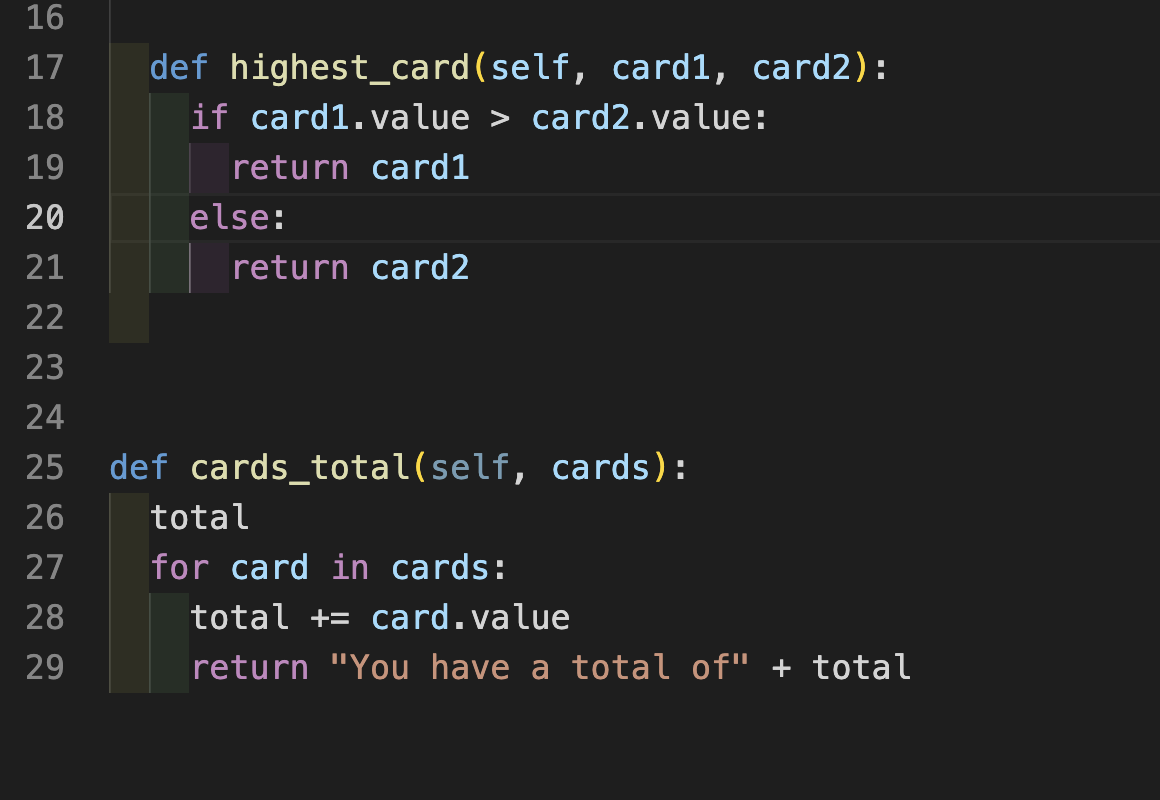 16
17 def highest_card(self, card1, card2):
18 if card1.value > card2.value:
19 return card1
20 else:
21 return card2
22
23
24
25 def cards_total(self, cards):
26 total
27 for card in cards:
28 total += card.value
29 return "You have a total of" + total